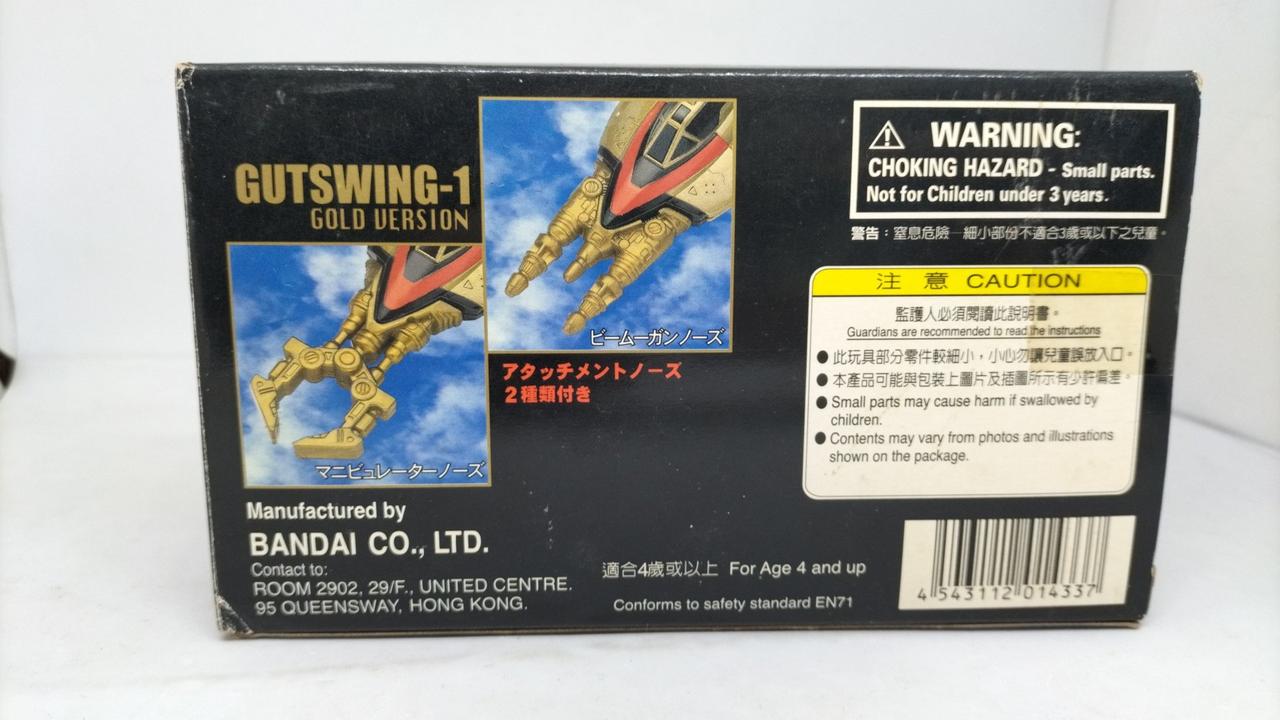 GUTSWING-1
GOLD VERSION
ビームーガンノーズ
マニピュレーターノーズ
アタッチメントノーズ
2種類付き
Manufactured by
BANDAI CO., LTD.
Contact to:
ROOM 2902, 29/F., UNITED CENTRE.
95 QUEENSWAY, HONG KONG.
適合4歲或以上 For Age 4 and up
Conforms to safety standard EN71
WARNING:
CHOKING HAZARD - Small parts.
Not for Children under 3 years.
警告：窒息危險 細小部份不適合3歲或以下之兒童。
注 意 CAUTION
監護人必須閱讀此說明書。
Guardians are recommended to read the instructions
● 此玩具部分零件較細小，小心勿讓兒童誤放入口。
● 本產品可能與包裝上圖片及插圖所示有少許偏差。
● Small parts may cause harm if swallowed by
children.
● Contents may vary from photos and illustrations
shown on the package.
4 543112 014337